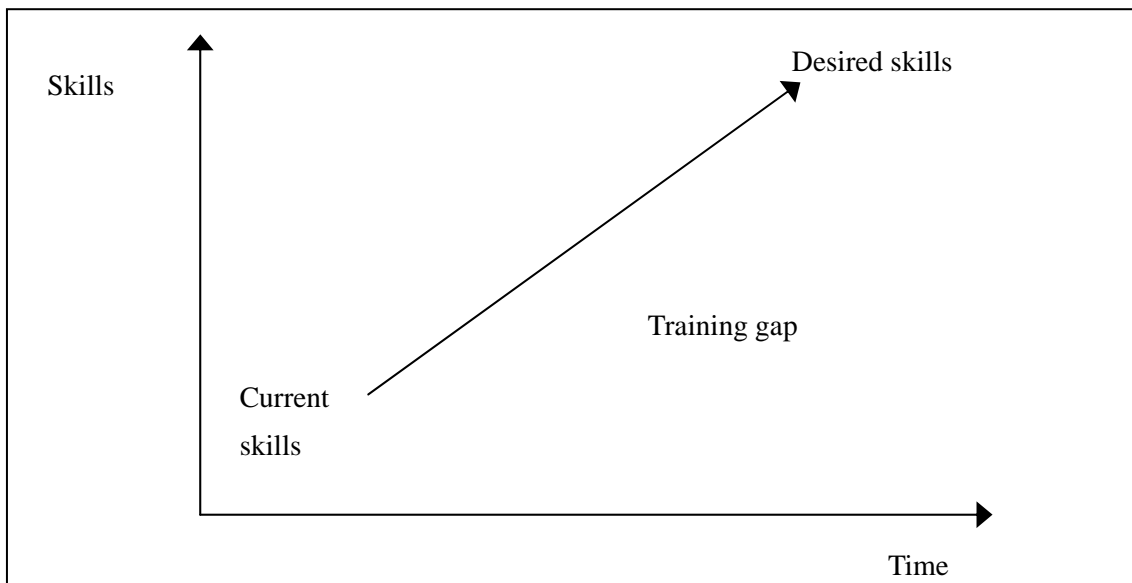 Desired skills
Skills
Training gap
Current
skills
Time